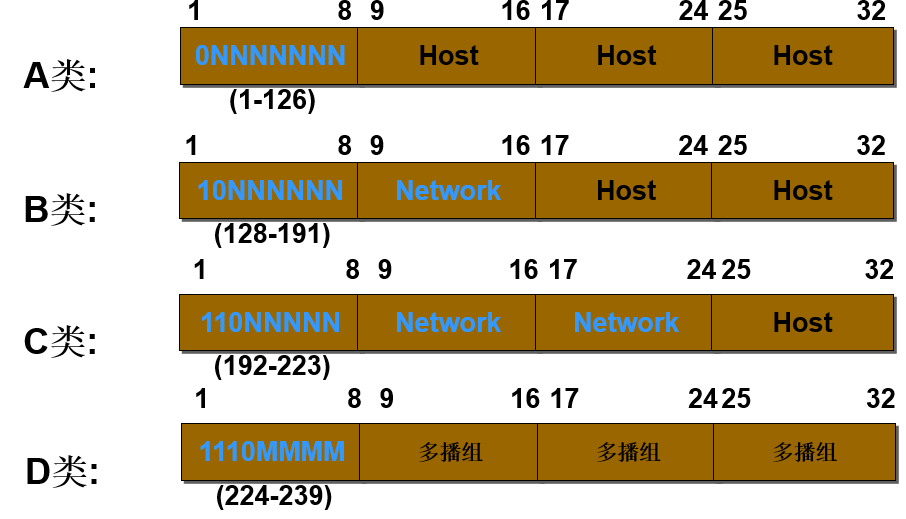 1 8 9 16 17 24 25 32
A类: 0NNNNNNN Host Host Host
(1-126)
1 8 9 16 17 24 25 32
B类: 10NNNNNN Network Host Host
(128-191)
1 8 9 16 17 24 25 32
C类: 110NNNNN Network Network Host
(192-223)
1 8 9 16 17 24 25 32
D类: 1110MMMM 多播组 多播组 多播组
(224-239)